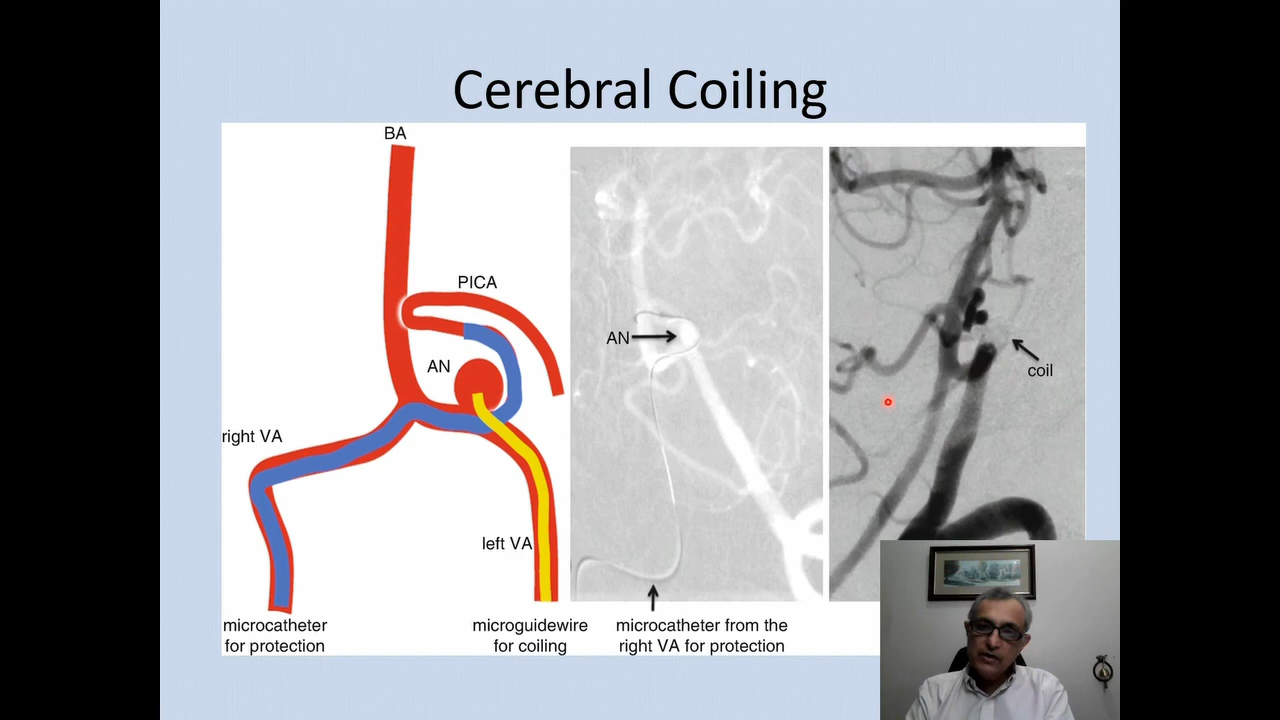 Cerebral Coiling
BA
PICA
AN
right VA
left VA
microcatheter
for protection
microguidewire
for coiling
AN
microcatheter from the
right VA for protection
coil